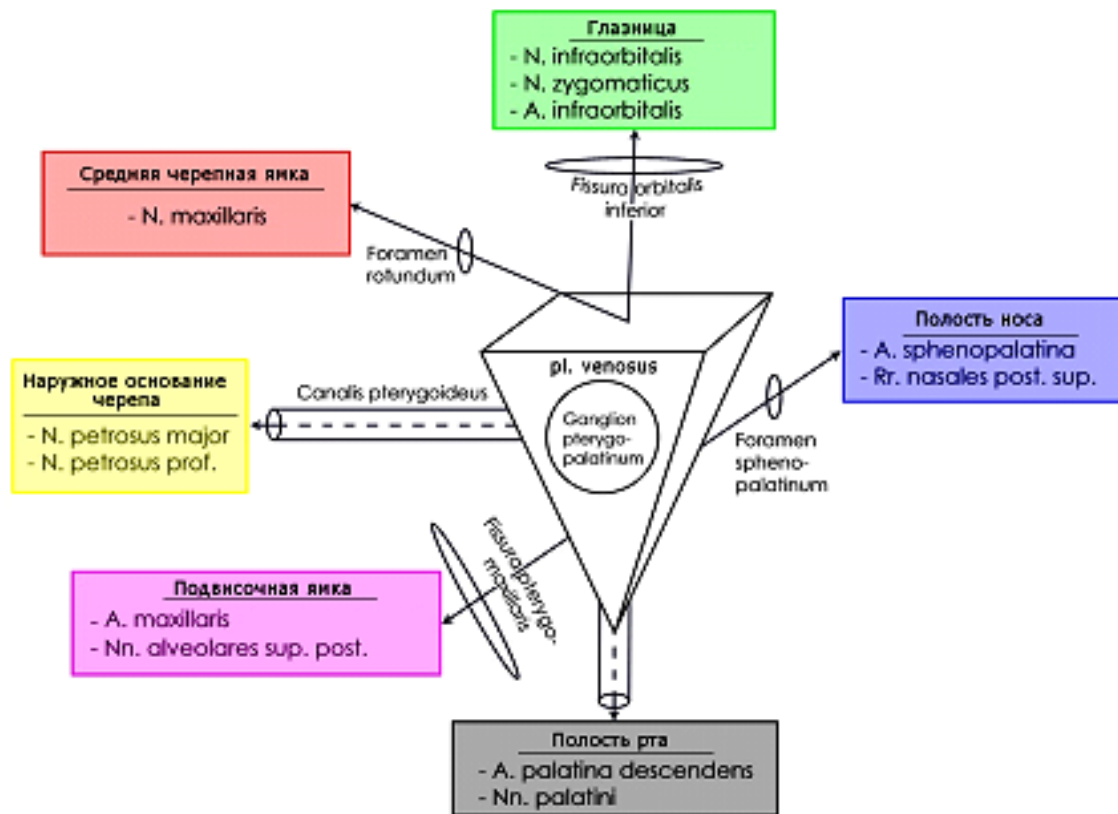 Глазница
- N. infraorbitalis
- N. zygomaticus
- A. infraorbitalis
Fissura orbitalis
inferior
Средняя черепная ямка
- N. maxillaris
Foramen
rotundum
Полость носа
- A. sphenopalatina
- Rr. nasales post. sup.
Foramen
spheno-
palatinum
pl. venosus
Ganglion
pterygo-
palatinum
Наружное основание
черепа
- N. petrosus major
- N. petrosus prof.
Canalis pterygoideus
Fissura pterygo-
maxillaris
Подвисочная ямка
- A. maxillaris
- Nn. alveolares sup. post.
Полость рта
- A. palatina descendens
- Nn. palatini